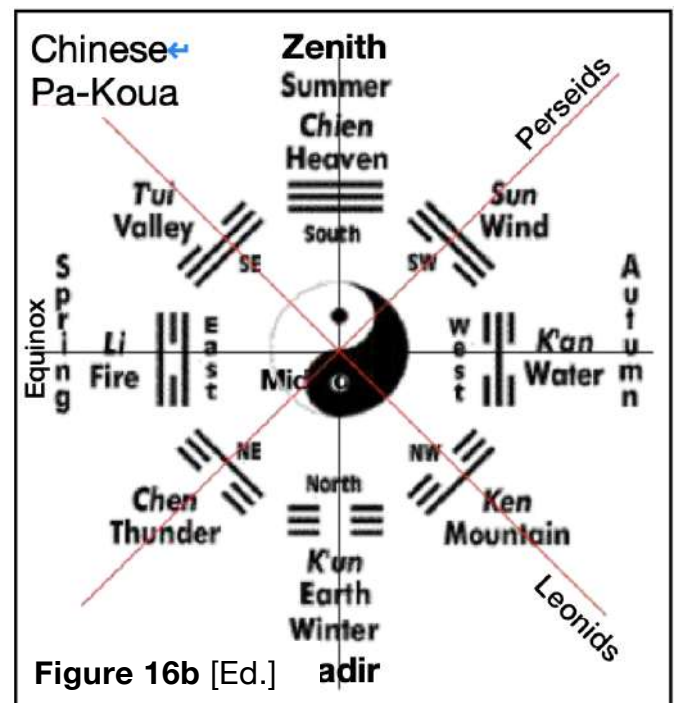 Chinese↵
Pa-Koua
Zenith
Summer
Chien
Heaven
South
Perseids
T'ui
Valley
SE
Sun
Wind
SW
Equinox
Spring
Li
Fire
East
Mid
West
K'an
Water
Autumn
NE
Chen
Thunder
NW
Ken
Mountain
North
K'un
Earth
Winter
adir
Leonids
Figure 16b [Ed.]